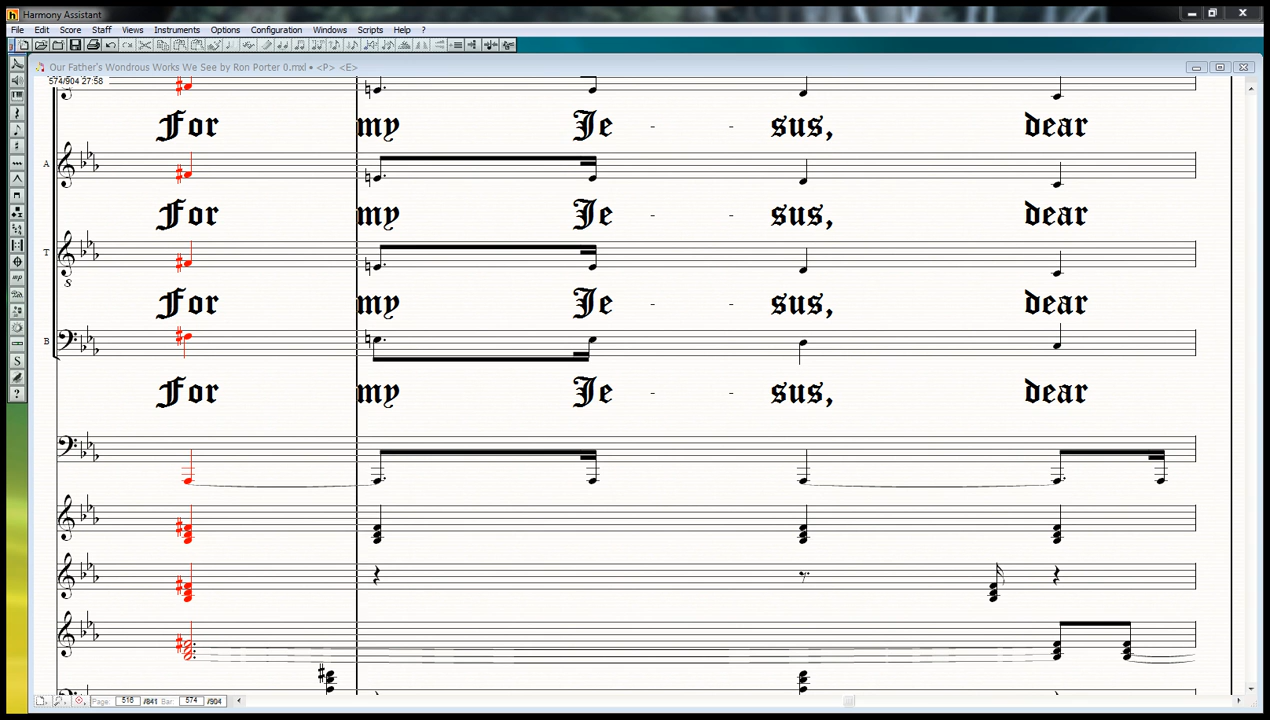 Harmony Assistant
File Edit Score Staff Views Instruments Options Configuration Windows Scripts Help ?
Our Father's Wondrous Works We See by Ron Porter 0.mxl • <P> <E>
574/904 27:58
For my Je - - sus, dear
A
For my Je - - sus, dear
T
For my Je - - sus, dear
B
For my Je - - sus, dear
Page: 516 /841 Bar: 574 /904